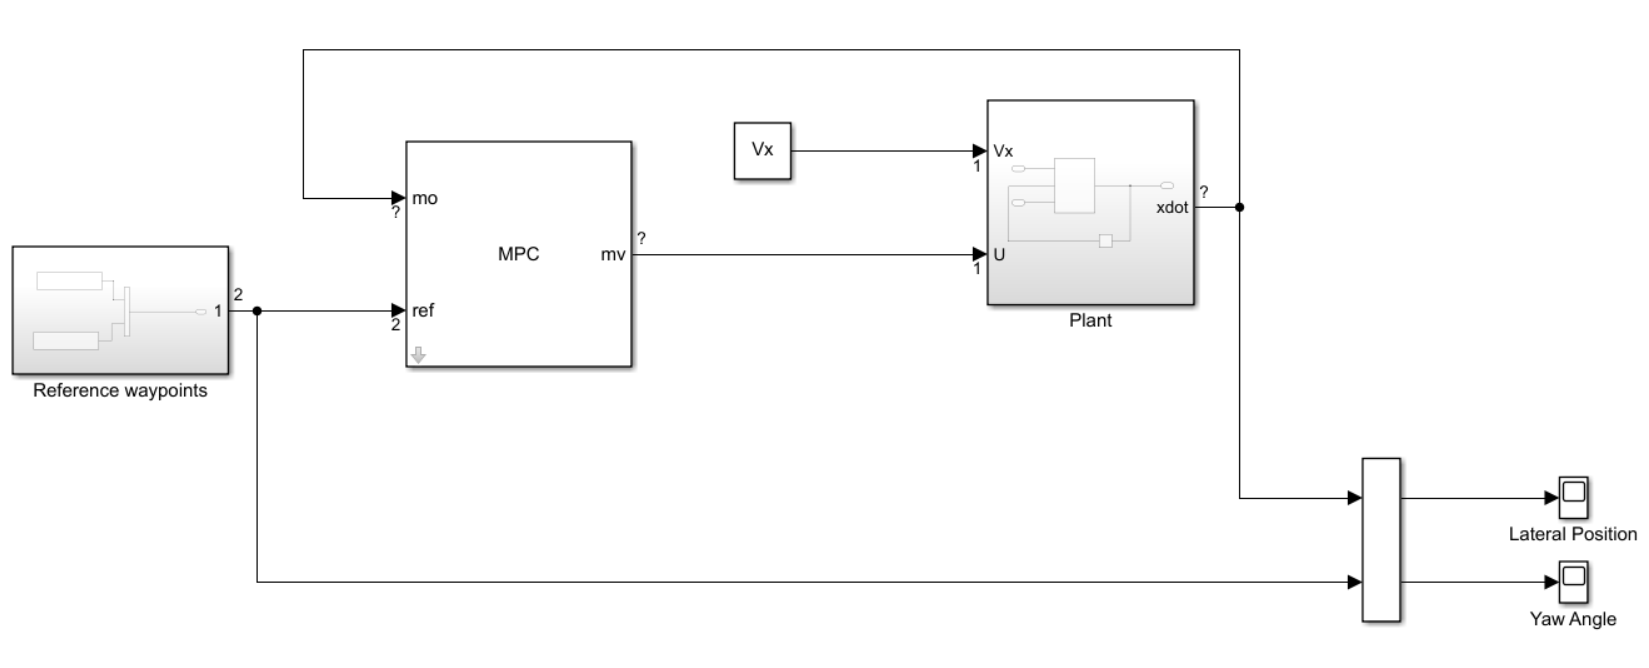 Vx
Vx
1
mo
?
?
xdot
MPC
mv
?
U
1
2
1
ref
2
Plant
Reference waypoints
Lateral Position
Yaw Angle